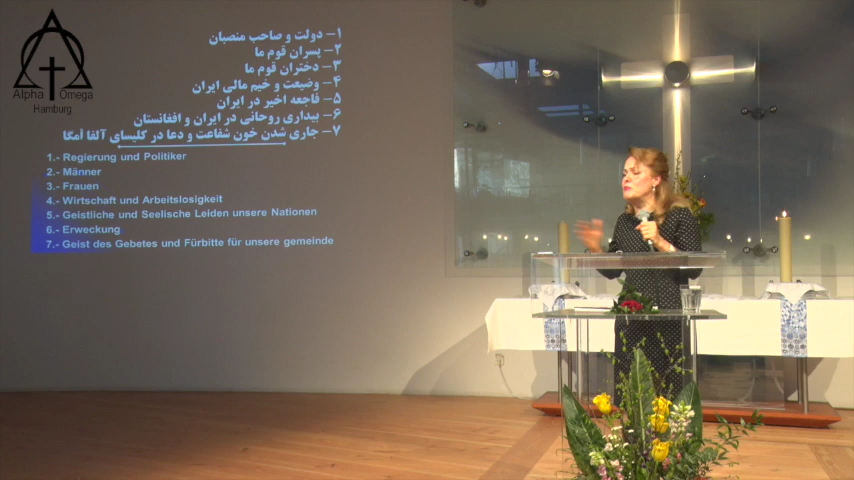 Alpha Omega
Hamburg
۱- دولت و صاحب منصبان
۲- پسران قوم ما
۳- دختران قوم ما
۴- وضیعت و خیم مالی ایران
۵- فاجعه اخیر در ایران
۶- بیداری روحانی در ایران و افغانستان
۷- جاری شدن خون شفاعت و دعا در کلیسای آلفا اُمگا
1.- Regierung und Politiker
2.- Männer
3.- Frauen
4.- Wirtschaft und Arbeitslosigkeit
5.- Geistliche und Seelische Leiden unsere Nationen
6.- Erweckung
7.- Geist des Gebetes und Fürbitte für unsere gemeinde